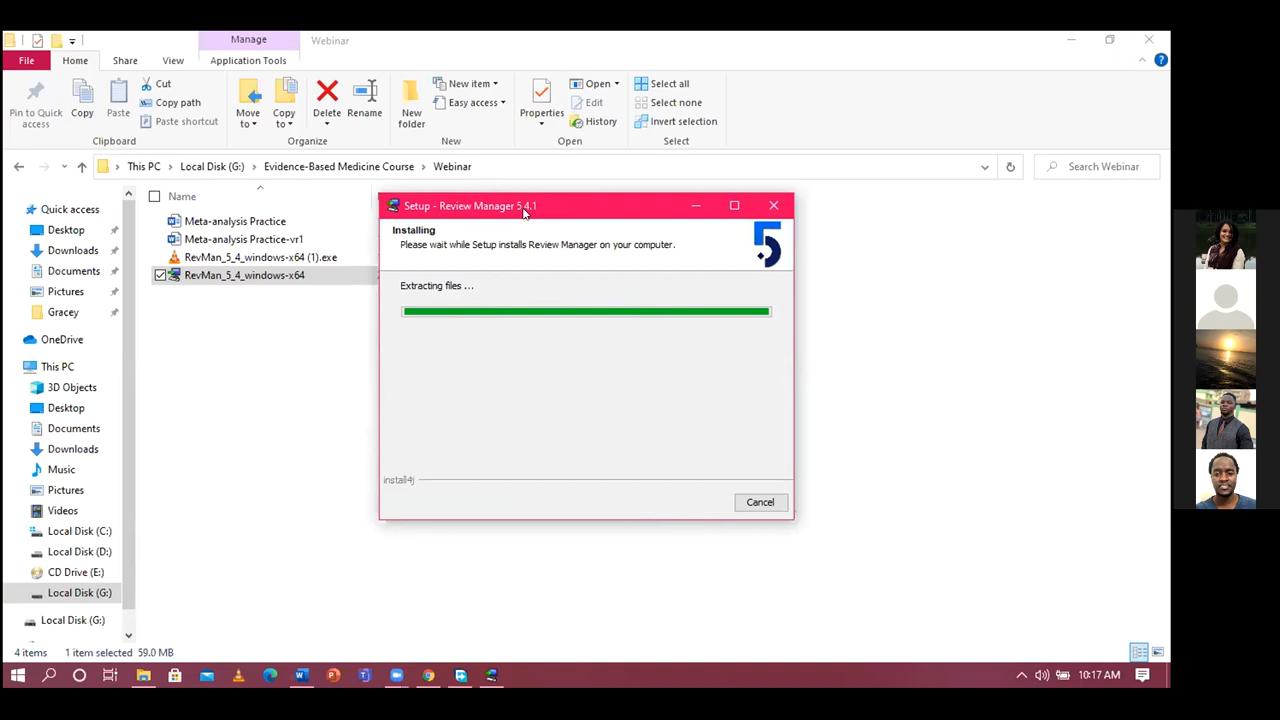 Manage
Webinar
File
Home
Share
View
Application Tools
Pin to Quick access
Copy
Paste
Cut
Copy path
Paste shortcut
Clipboard
Move to
Copy to
Delete
Rename
Organize
New folder
New item
Easy access
New
Properties
Open
Edit
History
Open
Select all
Select none
Invert selection
Select
This PC
Local Disk (G:)
Evidence-Based Medicine Course
Webinar
Search Webinar
Name
Quick access
Desktop
Downloads
Documents
Pictures
Gracey
OneDrive
This PC
3D Objects
Desktop
Documents
Downloads
Music
Pictures
Videos
Local Disk (C:)
Local Disk (D:)
CD Drive (E:)
Local Disk (G:)
Local Disk (G:)
Meta-analysis Practice
Meta-analysis Practice-vr1
RevMan_5_4_windows-x64 (1).exe
RevMan_5_4_windows-x64
Setup - Review Manager 5.4.1
Installing
Please wait while Setup installs Review Manager on your computer.
5
Extracting files ...
install4j
Cancel
4 items
1 item selected 59.0 MB
10:17 AM